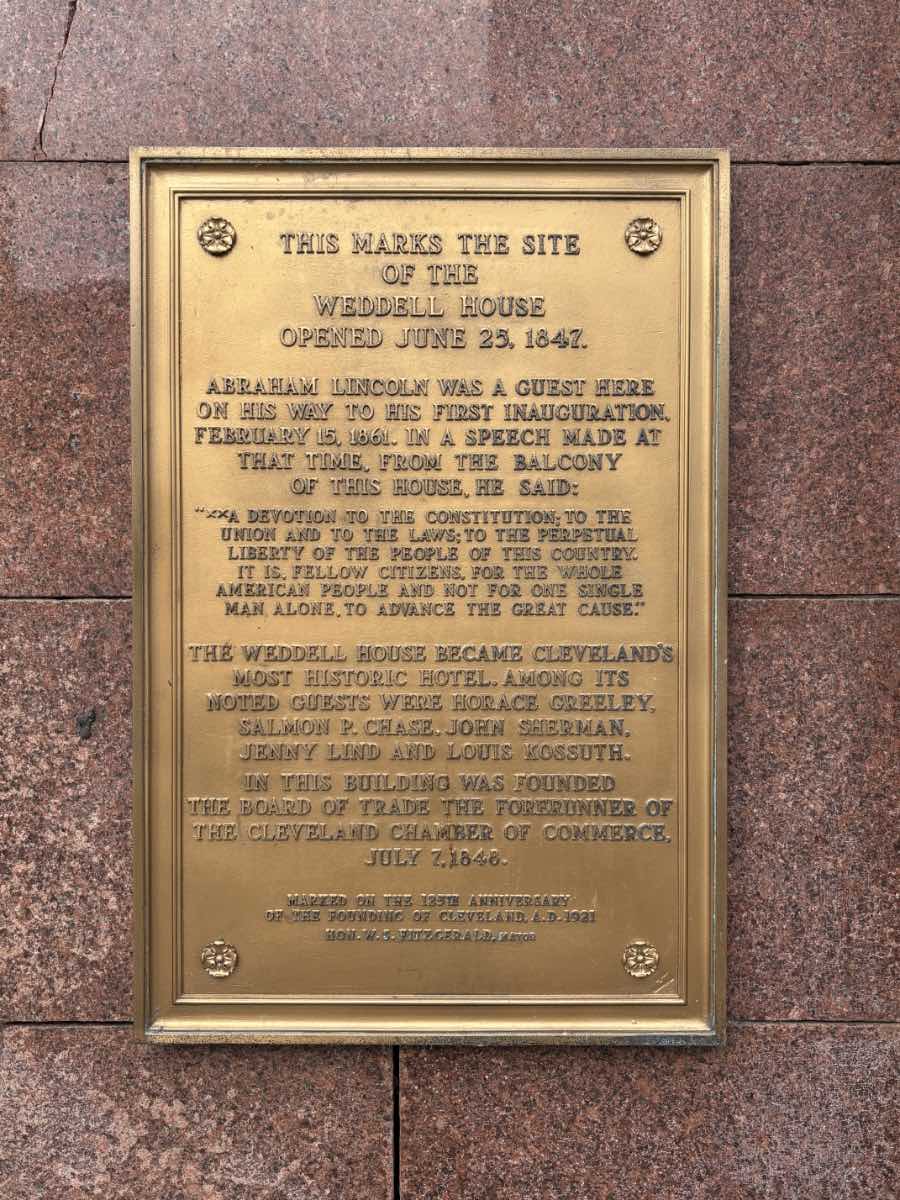 THIS MARKS THE SITE
OF THE
WEDDELL HOUSE
OPENED JUNE 25, 1847.
ABRAHAM LINCOLN WAS A GUEST HERE
ON HIS WAY TO HIS FIRST INAUGURATION,
FEBRUARY 15, 1861. IN A SPEECH MADE AT
THAT TIME, FROM THE BALCONY
OF THIS HOUSE, HE SAID:
"××A DEVOTION TO THE CONSTITUTION; TO THE
UNION AND TO THE LAWS; TO THE PERPETUAL
LIBERTY OF THE PEOPLE OF THIS COUNTRY.
IT IS, FELLOW CITIZENS, FOR THE WHOLE
AMERICAN PEOPLE AND NOT FOR ONE SINGLE
MAN ALONE, TO ADVANCE THE GREAT CAUSE."
THE WEDDELL HOUSE BECAME CLEVELAND'S
MOST HISTORIC HOTEL. AMONG ITS
NOTED GUESTS WERE HORACE GREELEY,
SALMON P. CHASE, JOHN SHERMAN,
JENNY LIND AND LOUIS KOSSUTH.
IN THIS BUILDING WAS FOUNDED
THE BOARD OF TRADE THE FORERUNNER OF
THE CLEVELAND CHAMBER OF COMMERCE,
JULY 7, 1848.
MARKED ON THE 125TH ANNIVERSARY
OF THE FOUNDING OF CLEVELAND, A.D. 1921
HON. W. S. FITZGERALD, MAYOR